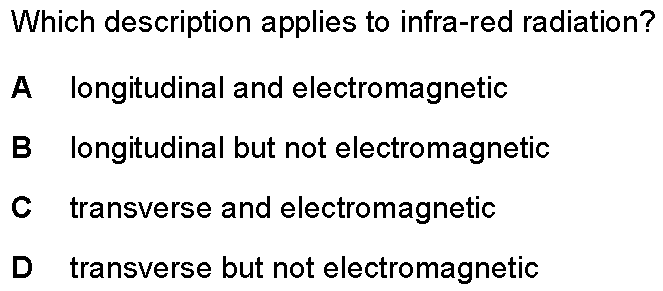 Which description applies to infra-red radiation?
A longitudinal and electromagnetic
B longitudinal but not electromagnetic
C transverse and electromagnetic
D transverse but not electromagnetic